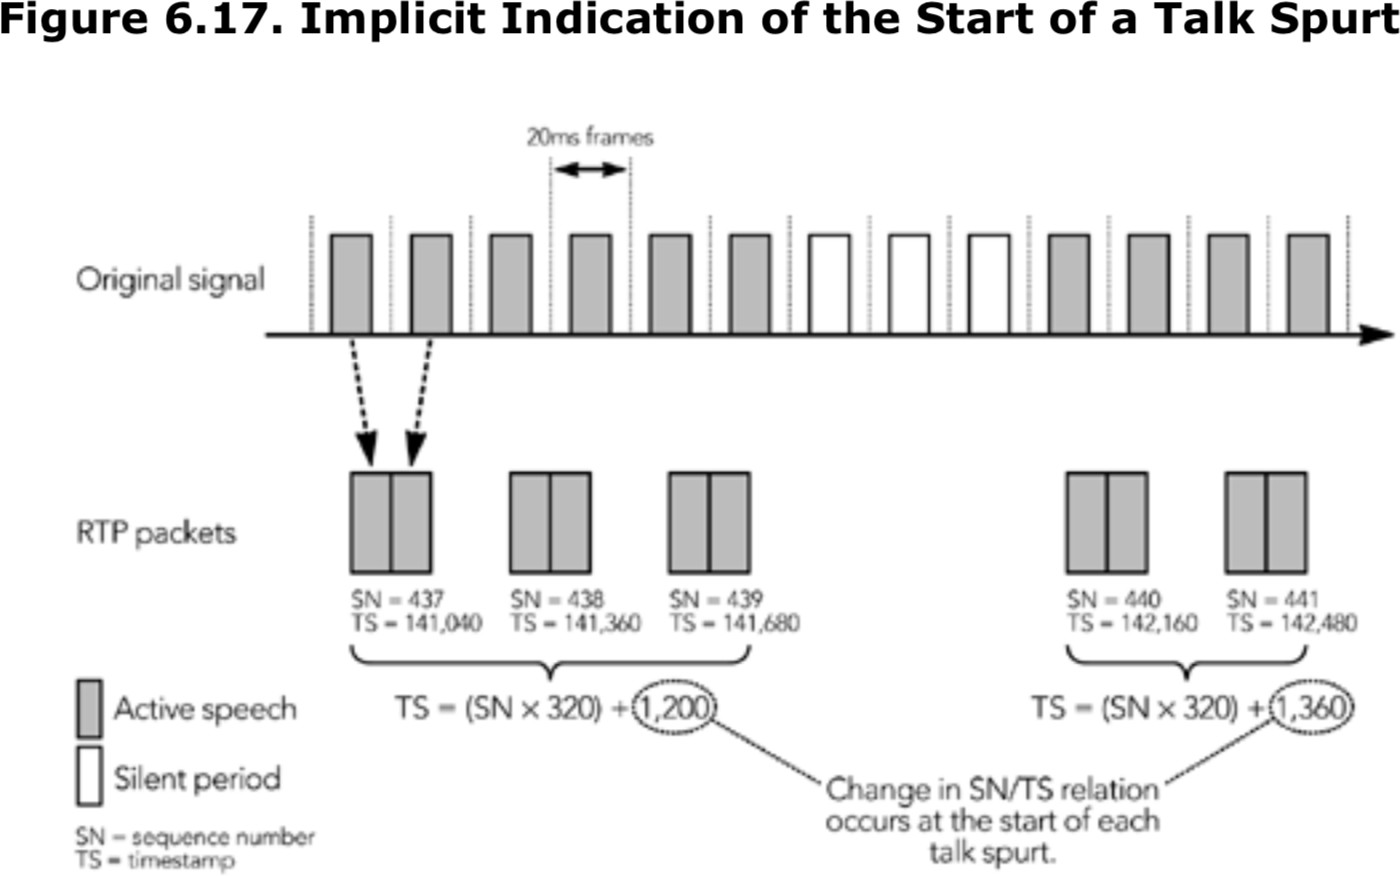 Figure 6.17. Implicit Indication of the Start of a Talk Spurt
20ms frames
Original signal
RTP packets
SN = 437
TS = 141,040
SN = 438
TS = 141,360
SN = 439
TS = 141,680
SN = 440
TS = 142,160
SN = 441
TS = 142,480
TS = (SN × 320) + 1,200
TS = (SN × 320) + 1,360
Active speech
Silent period
SN = sequence number
TS = timestamp
Change in SN/TS relation
occurs at the start of each
talk spurt.